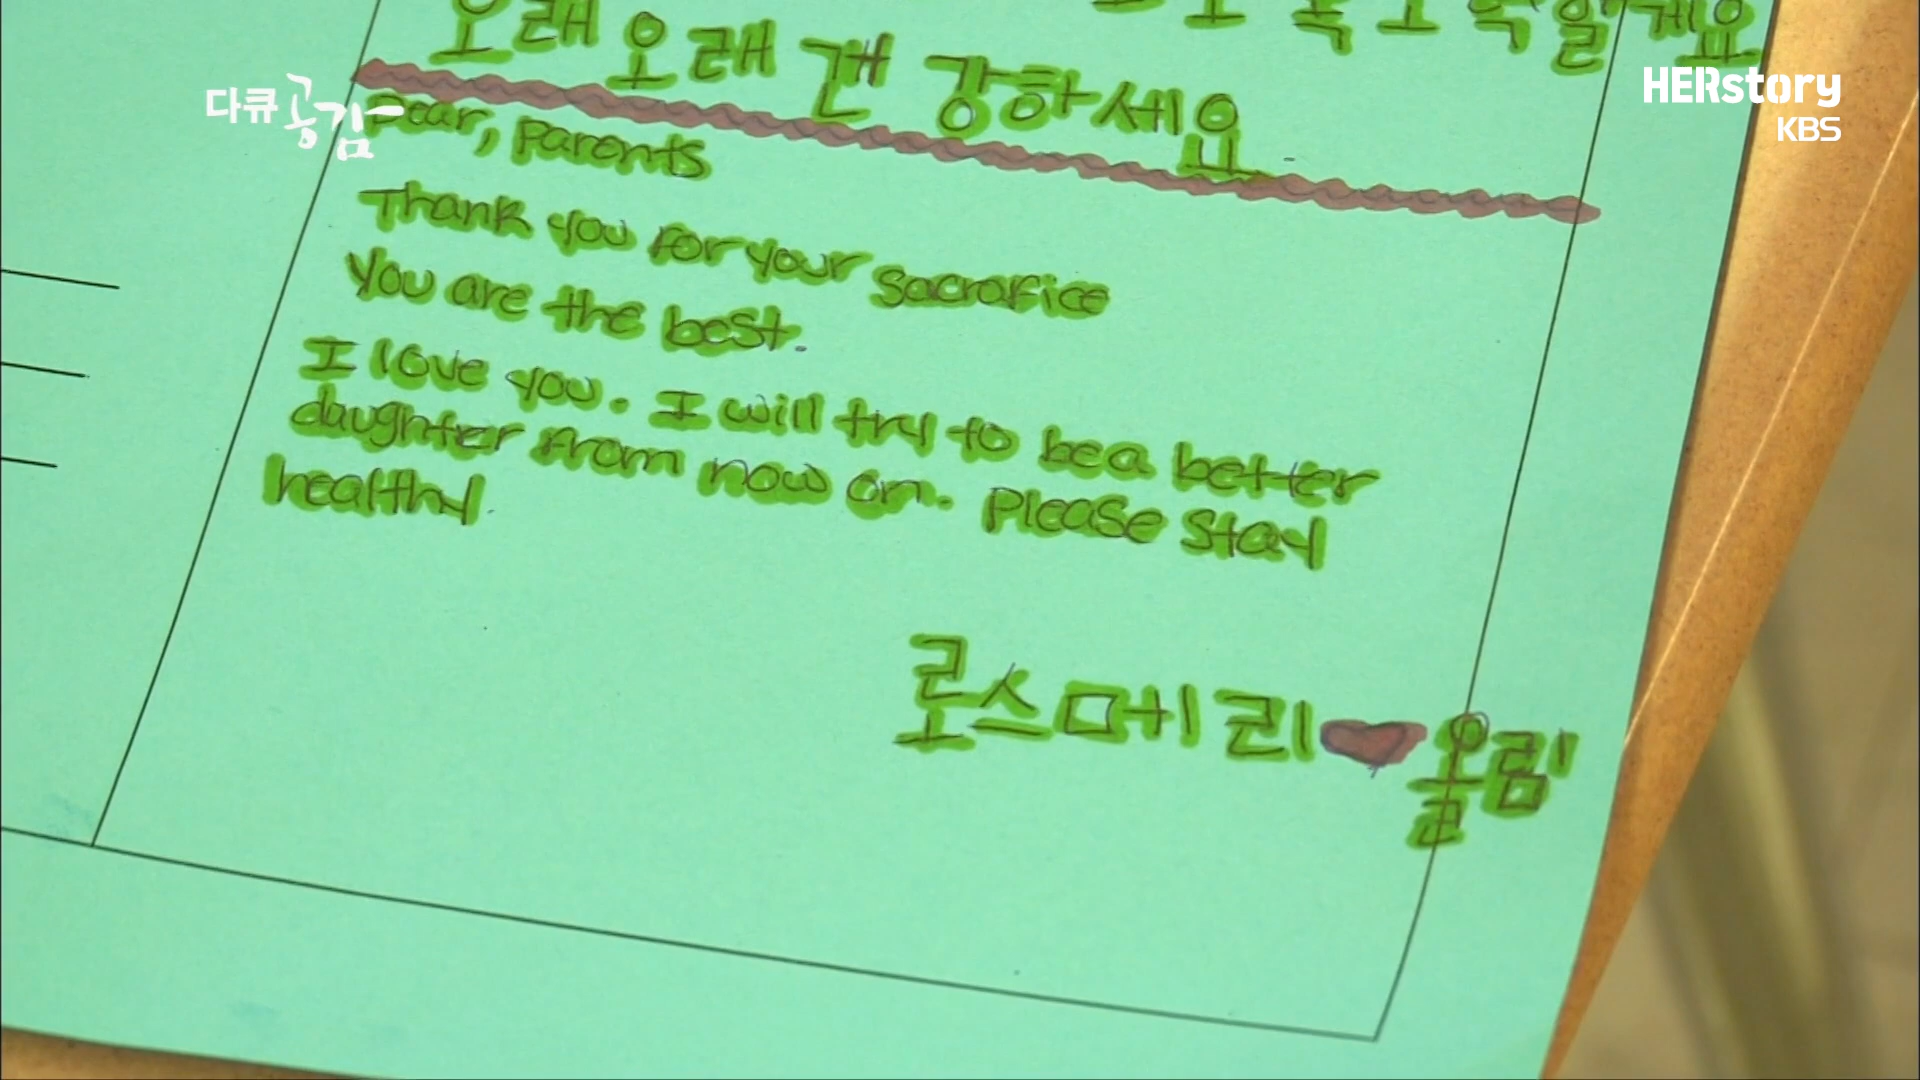 오래오래 건강하세요
다큐 공감
HERstory
KBS
Dear, parents
Thank you for your Sacrafice
You are the best.
I love you. I will try to be a better
daughter from now on. Please stay
healthy.
로스메리♥올림